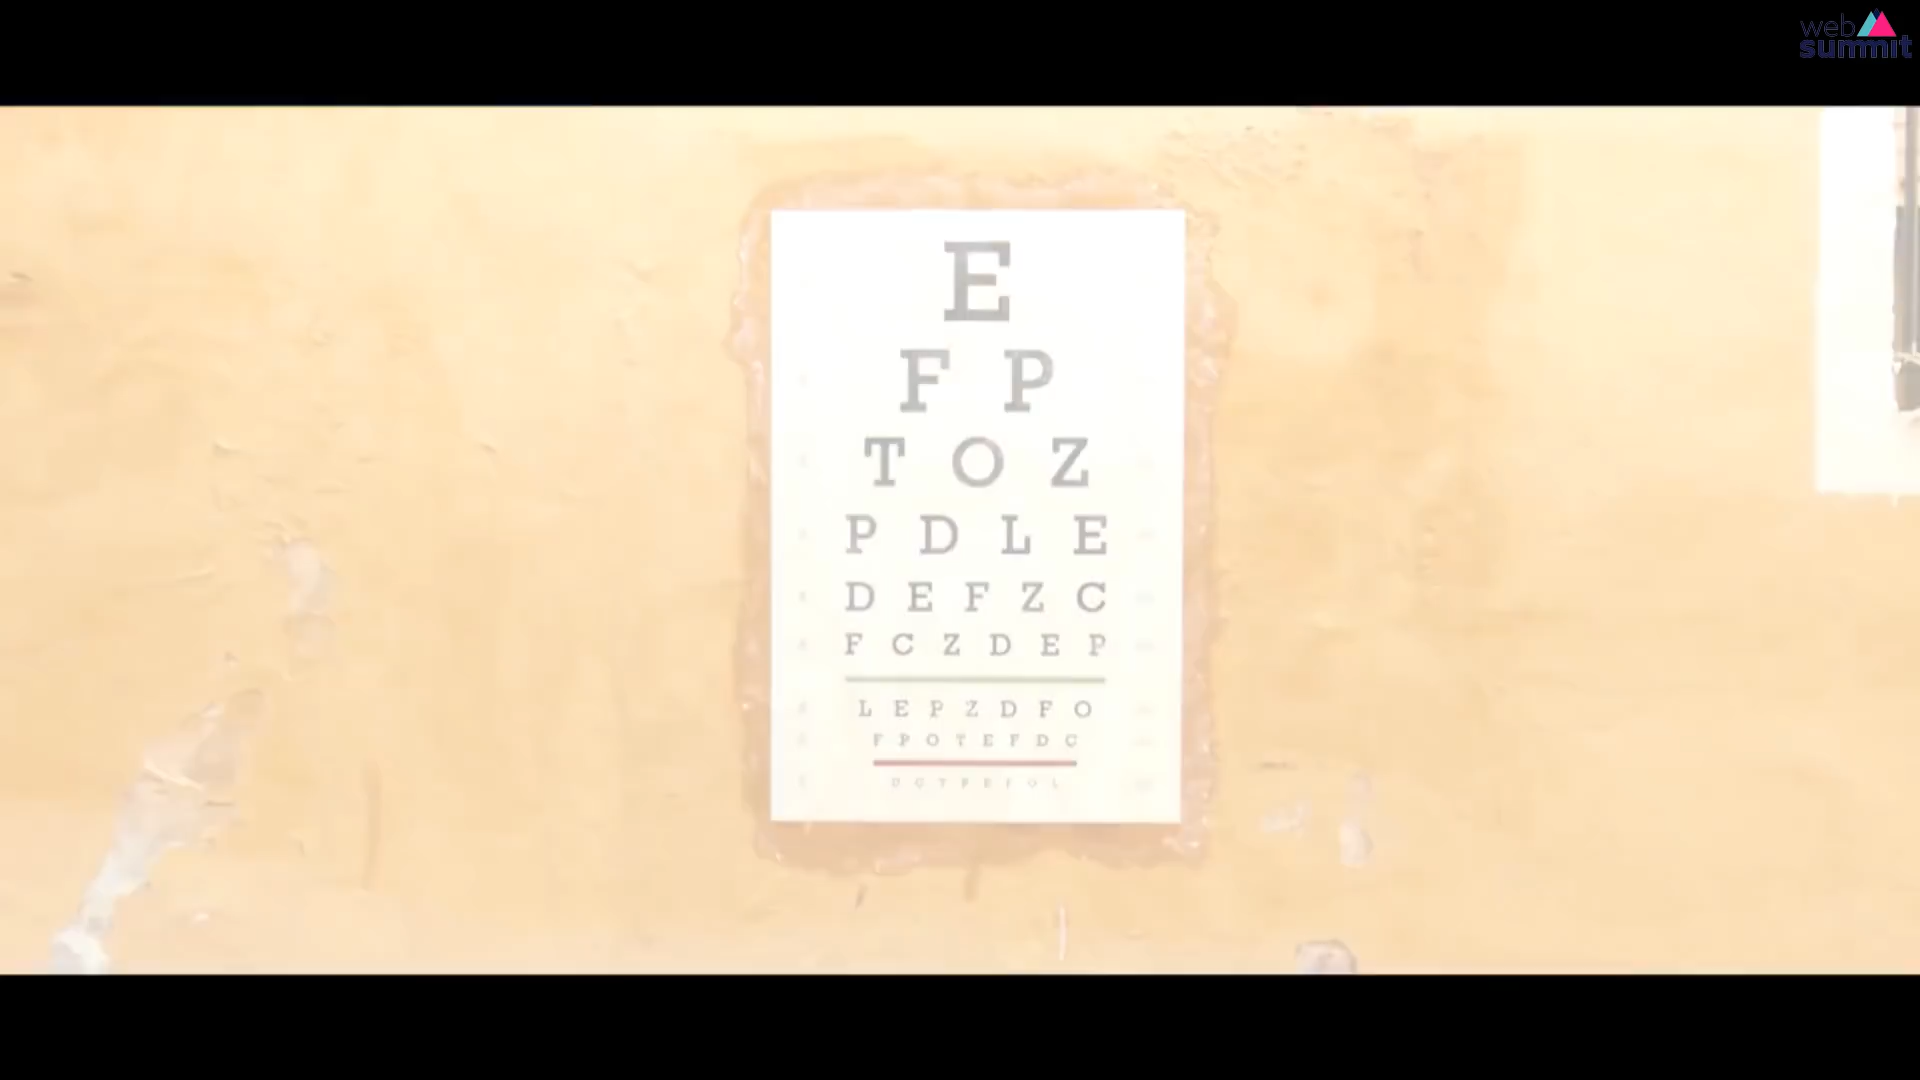 web
summit
E
F P
T O Z
P D L E
D E F Z C
F C Z D E P
L E P Z D F O
F P O T E F D C